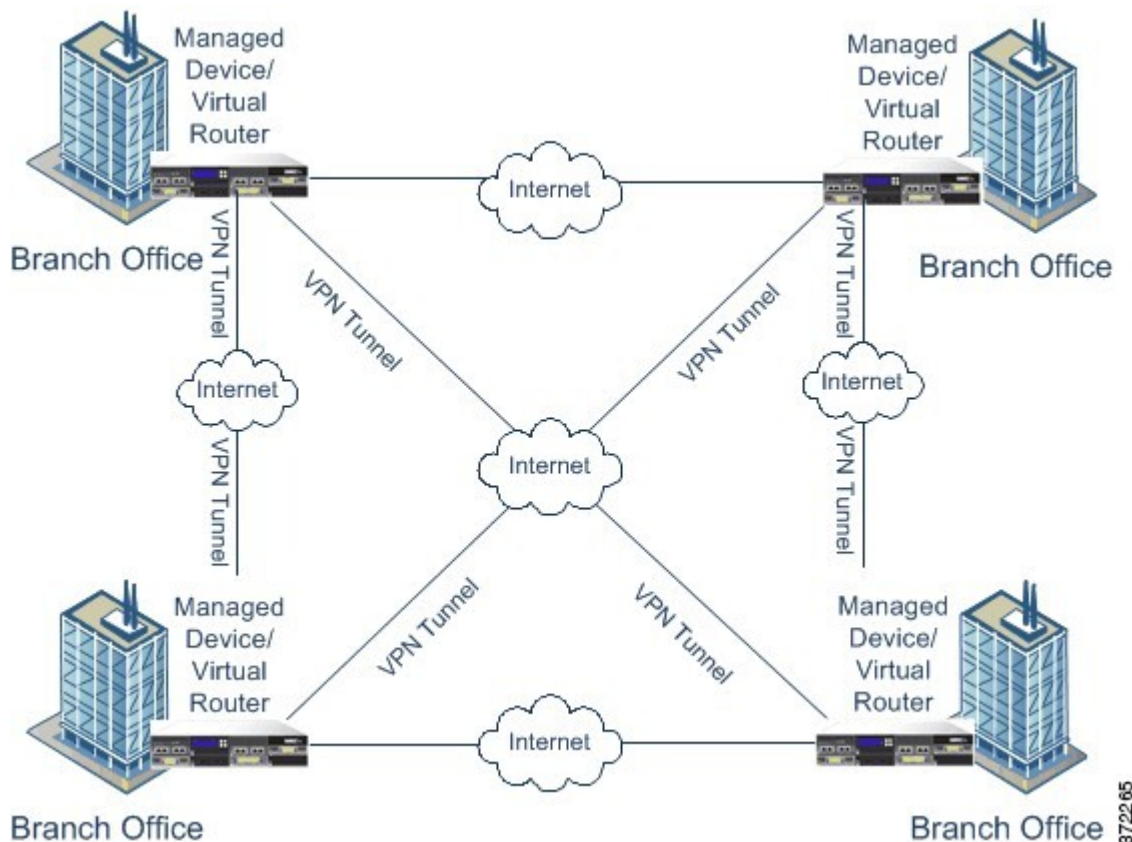 Managed
Device/
Virtual
Router
Managed
Device/
Virtual
Router
Internet
Branch Office
Branch Office
VPN Tunnel
VPN Tunnel
VPN Tunnel
VPN Tunnel
Internet
Internet
VPN Tunnel
VPN Tunnel
Internet
VPN Tunnel
VPN Tunnel
Managed
Device/
Virtual
Router
Managed
Device/
Virtual
Router
Internet
Branch Office
Branch Office
372265